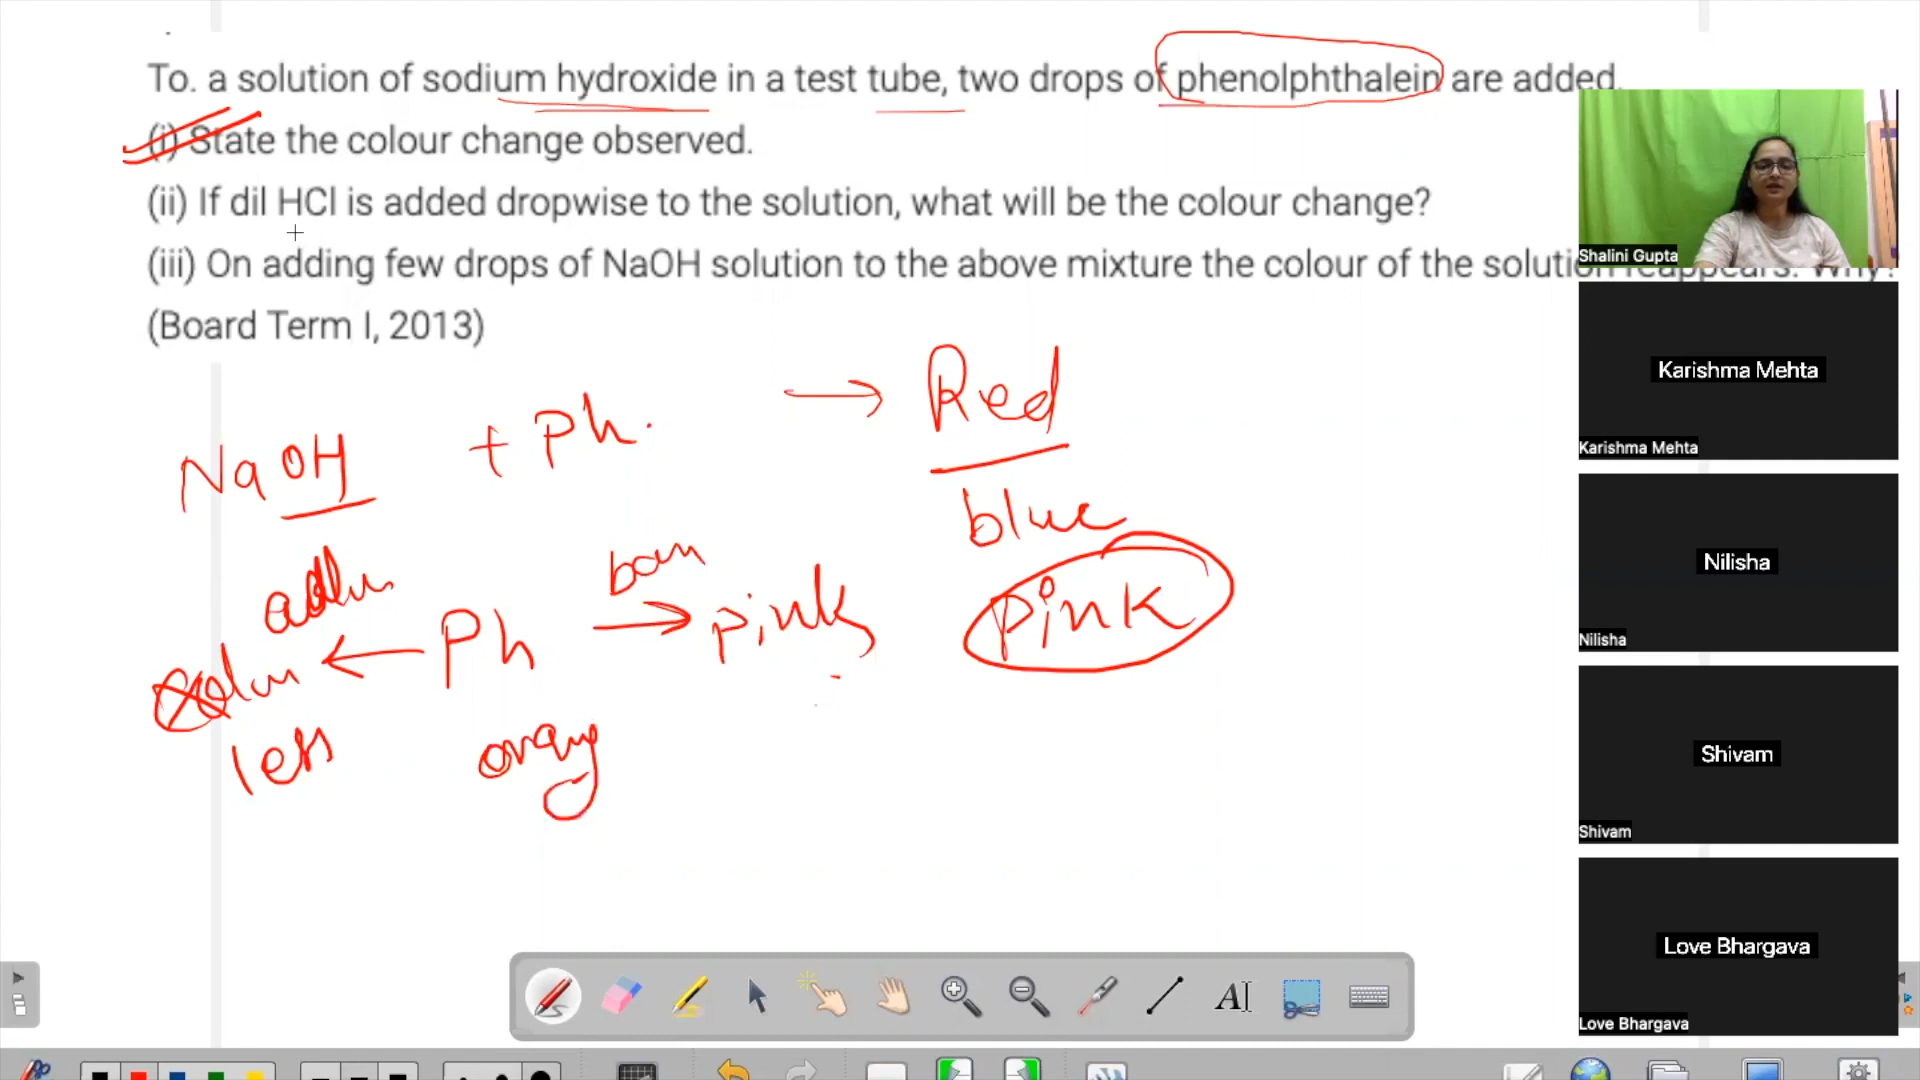 To. a solution of sodium hydroxide in a test tube, two drops of phenolphthalein are added.
(i) State the colour change observed.
(ii) If dil HCl is added dropwise to the solution, what will be the colour change?
(iii) On adding few drops of NaOH solution to the above mixture the colour of the solution reappears. Why?
(Board Term I, 2013)
NaOH + Ph. → Red
blue
Ph → pink
pink
less
Shalini Gupta
Karishma Mehta
Karishma Mehta
Nilisha
Nilisha
Shivam
Shivam
Love Bhargava
Love Bhargava